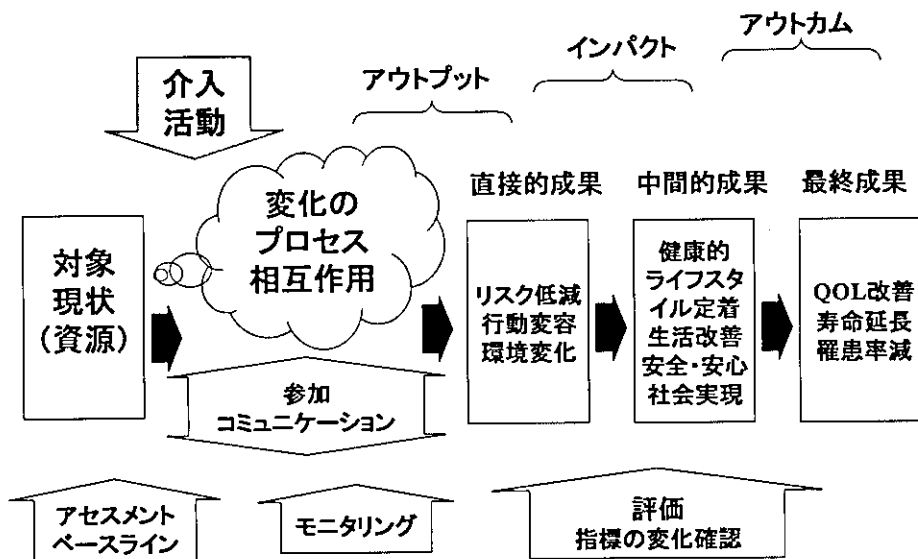 アウトカム
インパクト
アウトプット
介入
活動
直接的成果
中間的成果
最終成果
変化の
プロセス
相互作用
対象
現状
(資源)
リスク低減
行動変容
環境変化
健康的
ライフスタ
イル定着
生活改善
安全・安心
社会実現
QOL改善
寿命延長
罹患率減
参加
コミュニケーション
アセスメント
ベースライン
モニタリング
評価
指標の変化確認